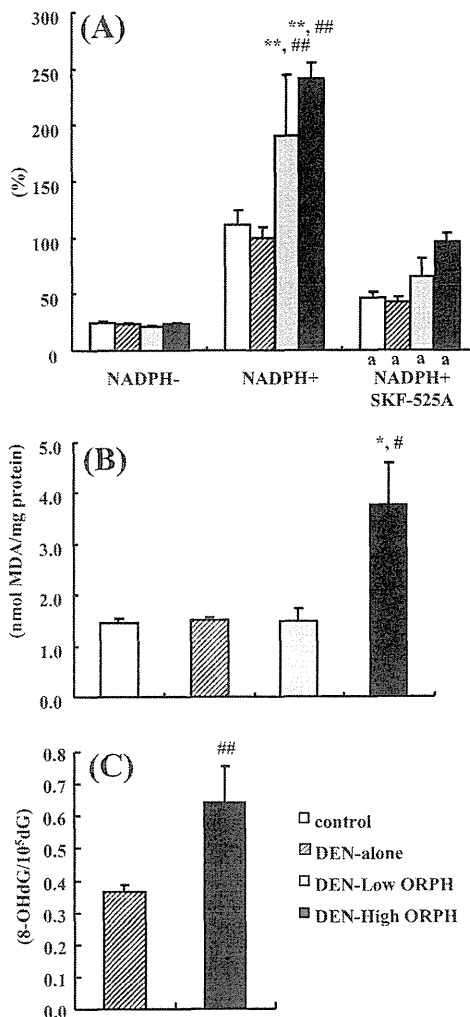 (A)
**, ##
**, ##
300
250
200
150
100
50
0
(%)
a a a a
NADPH- NADPH+ NADPH+
SKF-525A
(B)
*, #
5.0
4.0
3.0
2.0
1.0
0.0
(nmol MDA/mg protein)
(C)
##
0.8
0.7
0.6
0.5
0.4
0.3
0.2
0.1
0.0
(8-OHdG/10⁵dG)
control
DEN-alone
DEN-Low ORPH
DEN-High ORPH